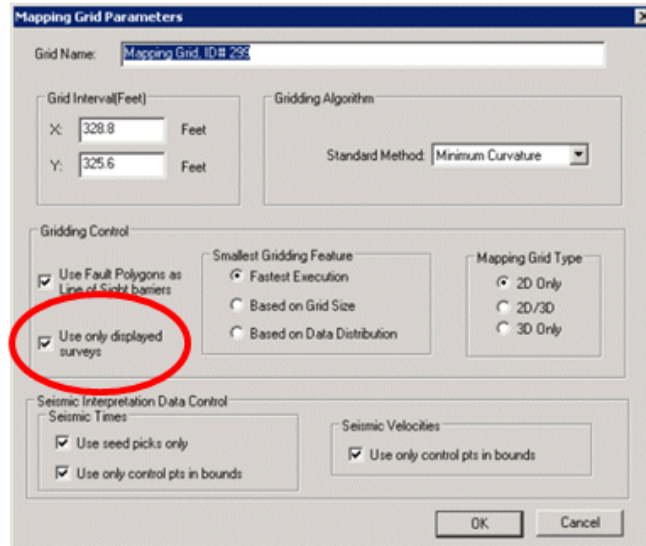 Mapping Grid Parameters
Grid Name: Mapping Grid, ID# 299
Grid Interval(Feet)
X: 328.8 Feet
Y: 325.6 Feet
Gridding Algorithm
Standard Method: Minimum Curvature
Gridding Control
Use Fault Polygons as
Line of Sight barriers
Use only displayed
surveys
Smallest Gridding Feature
Fastest Execution
Based on Grid Size
Based on Data Distribution
Mapping Grid Type
2D Only
2D/3D
3D Only
Seismic Interpretation Data Control
Seismic Times
Use seed picks only
Use only control pts in bounds
Seismic Velocities
Use only control pts in bounds
OK Cancel